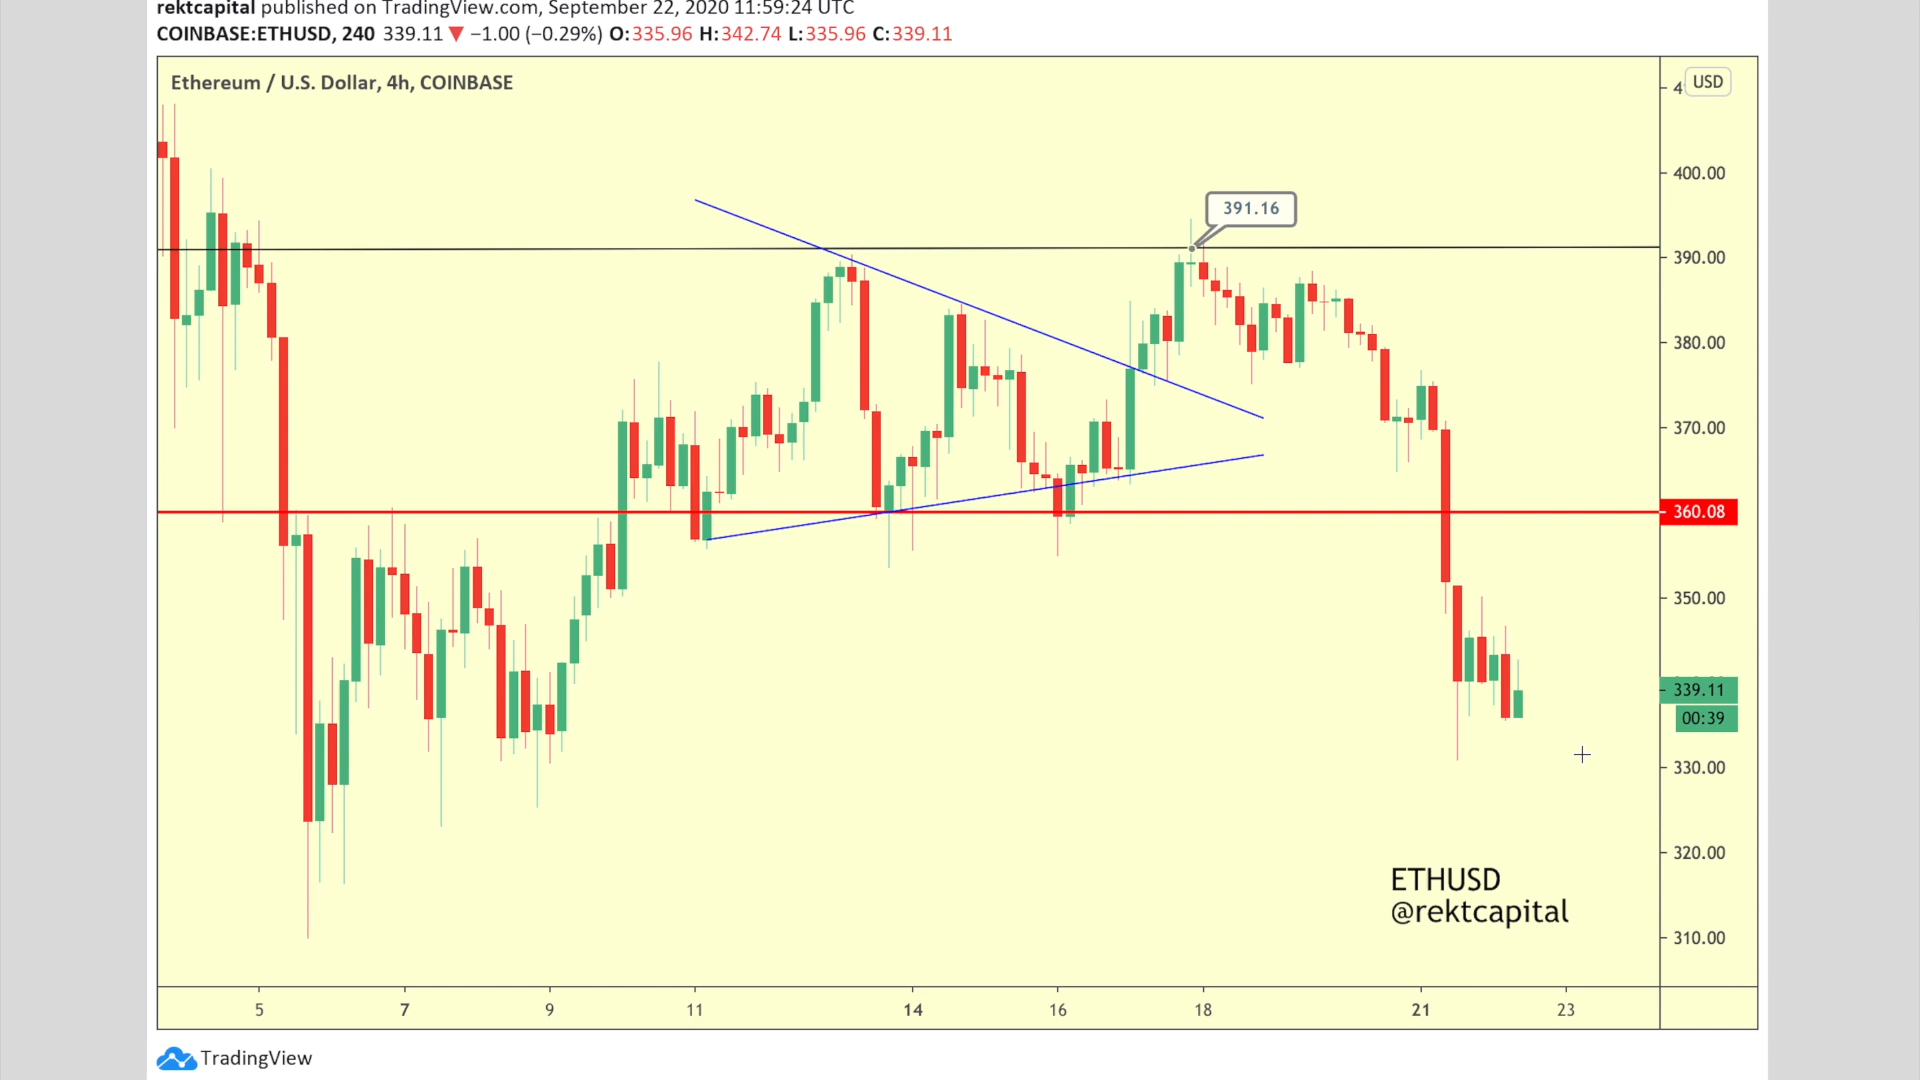 rektcapital published on TradingView.com, September 22, 2020 11:59:24 UTC
COINBASE:ETHUSD, 240 339.11 ▼ −1.00 (−0.29%) O:335.96 H:342.74 L:335.96 C:339.11
Ethereum / U.S. Dollar, 4h, COINBASE
USD
400.00
391.16
390.00
380.00
370.00
360.08
350.00
339.11
00:39
330.00
320.00
310.00
ETHUSD
@rektcapital
5 7 9 11 14 16 18 21 23
TradingView